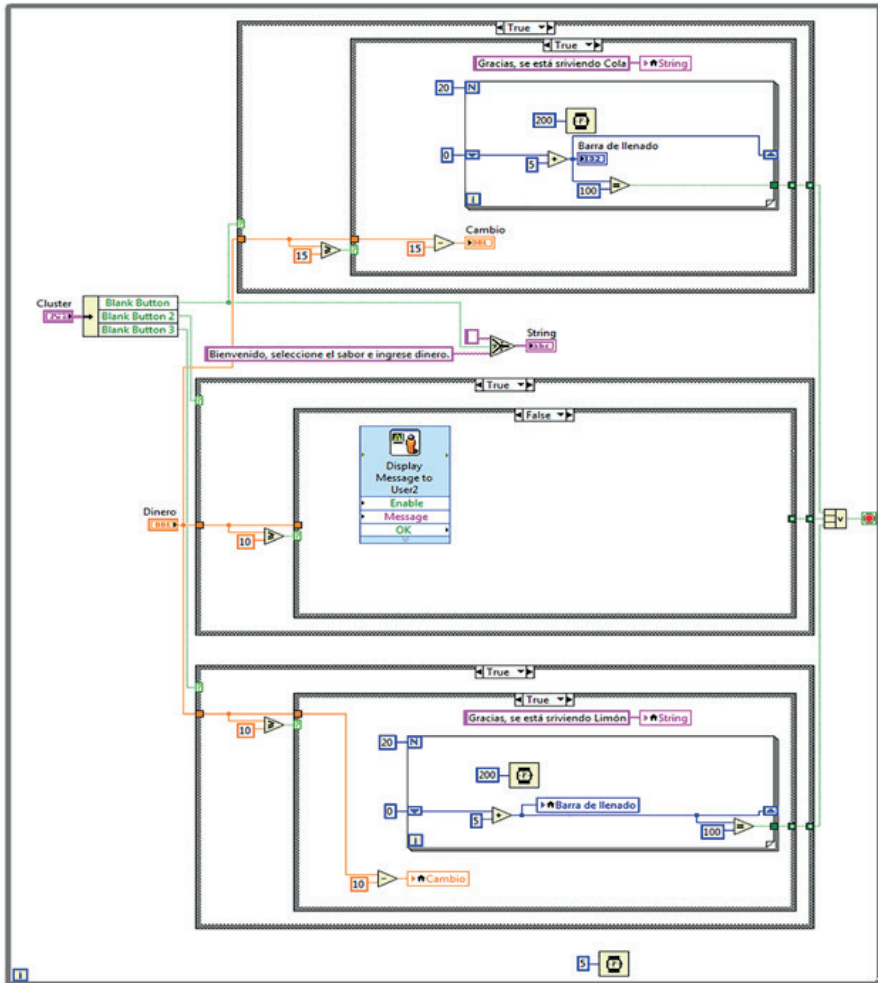 True
True
Gracias, se está sriviendo Cola
String
20
N
200
Barra de llenado
0
5
+
100
=
i
Cambio
15
15
-
DBL
Cluster
Blank Button
Blank Button 2
Blank Button 3
String
abc
Bienvenido, seleccione el sabor e ingrese dinero.
True
False
Display
Message to
User2
Enable
Message
OK
Dinero
DBL
10
True
True
Gracias, se está sriviendo Limón
String
20
N
200
Barra de llenado
0
5
+
100
=
i
10
10
-
Cambio
5
i